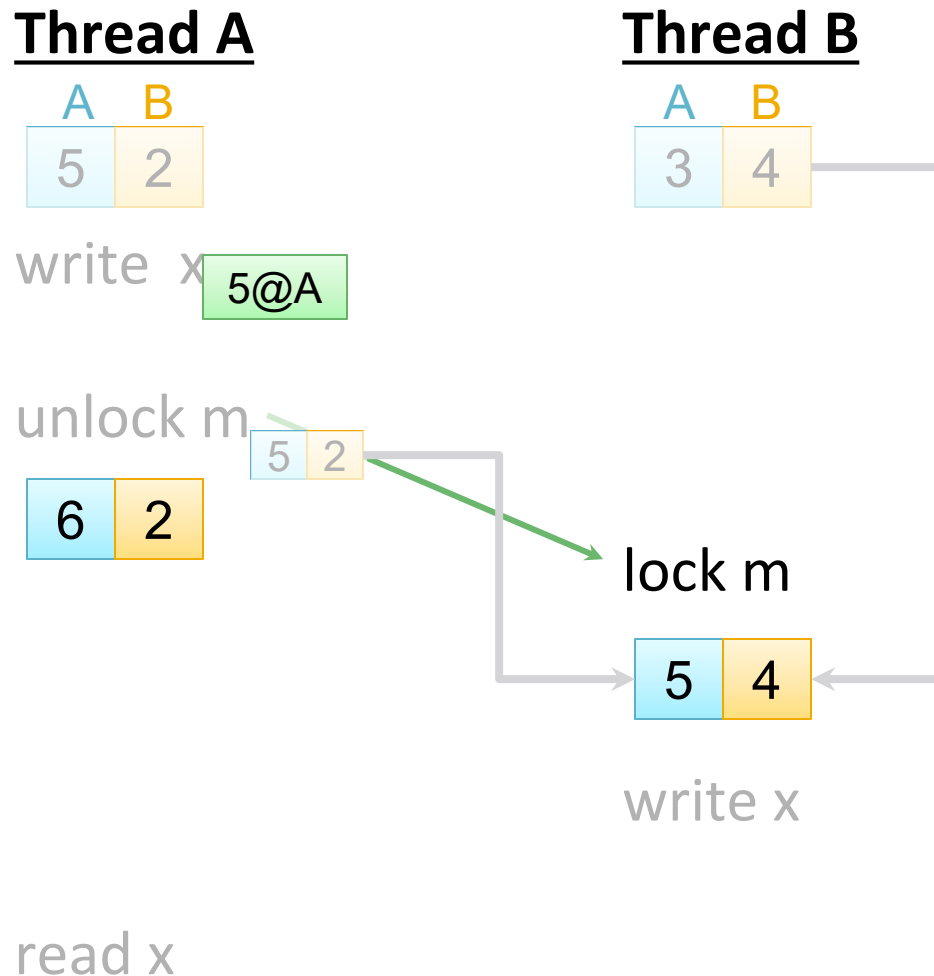 Thread A
Thread B
A B
A B
5 2
3 4
write x
5@A
unlock m
5 2
6 2
lock m
5 4
write x
read x